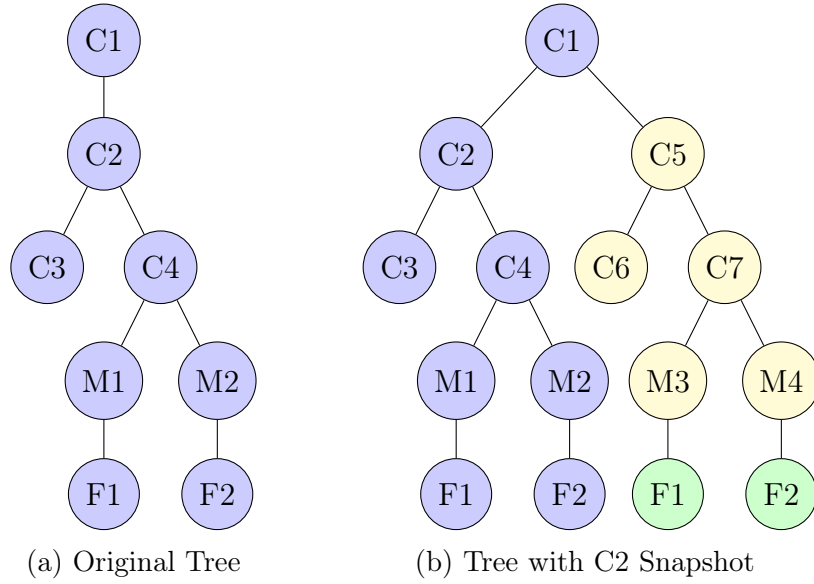 C1 C1
C2 C2 C5
C3 C4 C3 C4 C6 C7
M1 M2 M1 M2 M3 M4
F1 F2 F1 F2 F1 F2
(a) Original Tree (b) Tree with C2 Snapshot